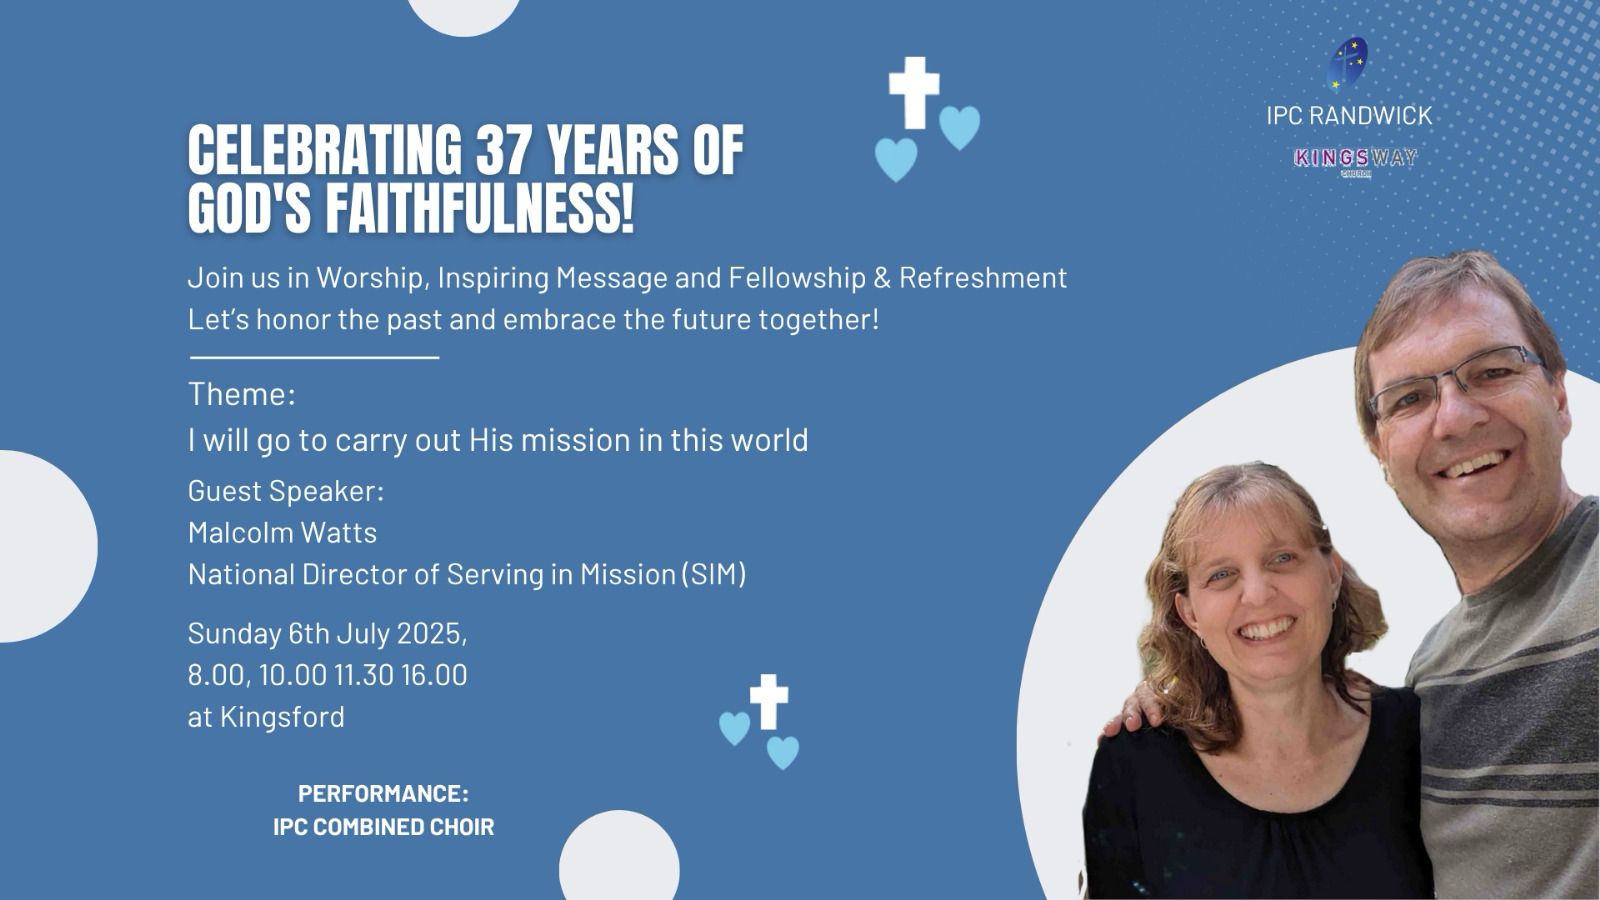 CELEBRATING 37 YEARS OF
GOD'S FAITHFULNESS!
Join us in Worship, Inspiring Message and Fellowship & Refreshment
Let's honor the past and embrace the future together!
Theme:
I will go to carry out His mission in this world
Guest Speaker:
Malcolm Watts
National Director of Serving in Mission (SIM)
Sunday 6th July 2025,
8.00, 10.00 11.30 16.00
at Kingsford
PERFORMANCE:
IPC COMBINED CHOIR
IPC RANDWICK
KINGSWAY
CHURCH